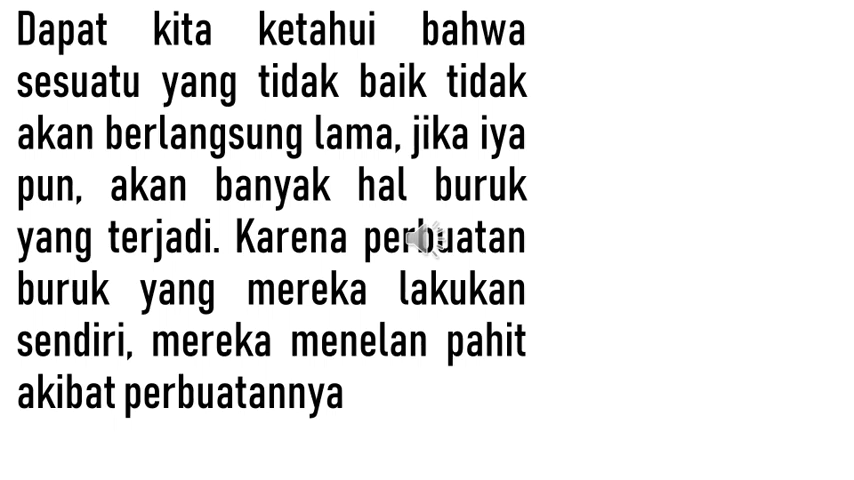 Dapat kita ketahui bahwa
sesuatu yang tidak baik tidak
akan berlangsung lama, jika iya
pun, akan banyak hal buruk
yang terjadi. Karena perbuatan
buruk yang mereka lakukan
sendiri, mereka menelan pahit
akibat perbuatannya